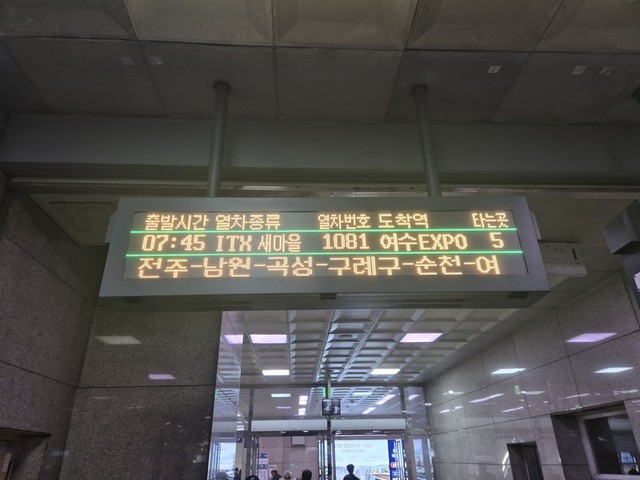 출발시간 열차종류 열차번호 도착역 타는곳
07:45 ITX 새마을 1081 여수EXPO 5
전주-남원-곡성-구례구-순천-여